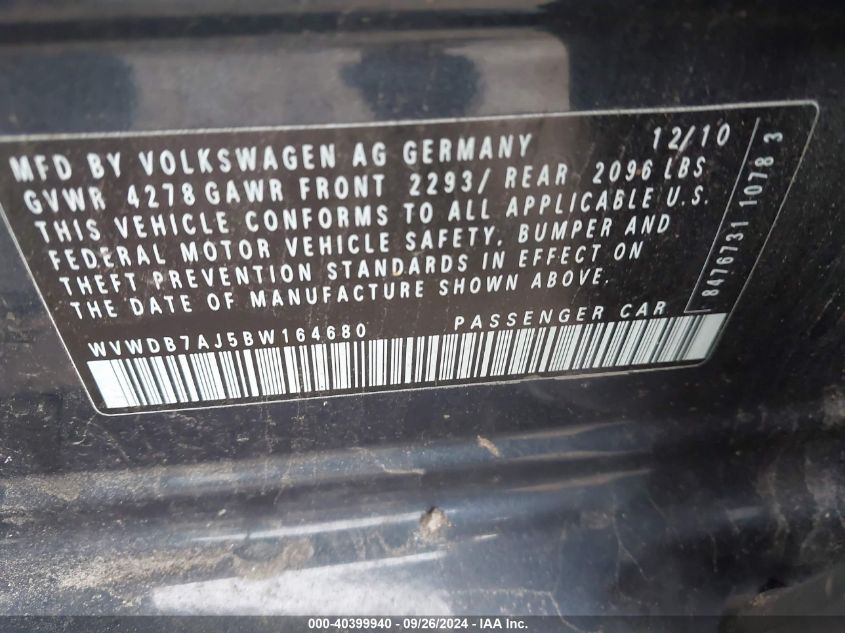 MFD BY VOLKSWAGEN AG GERMANY 12/10
GVWR 4278 GAWR FRONT 2293/ REAR 2096 LBS
THIS VEHICLE CONFORMS TO ALL APPLICABLE U.S.
FEDERAL MOTOR VEHICLE SAFETY, BUMPER AND
THEFT PREVENTION STANDARDS IN EFFECT ON
THE DATE OF MANUFACTURE SHOWN ABOVE.
WVWDB7AJ5BW164680 PASSENGER CAR
8476731 1078 3
000-40399940 - 09/26/2024 - IAA Inc.